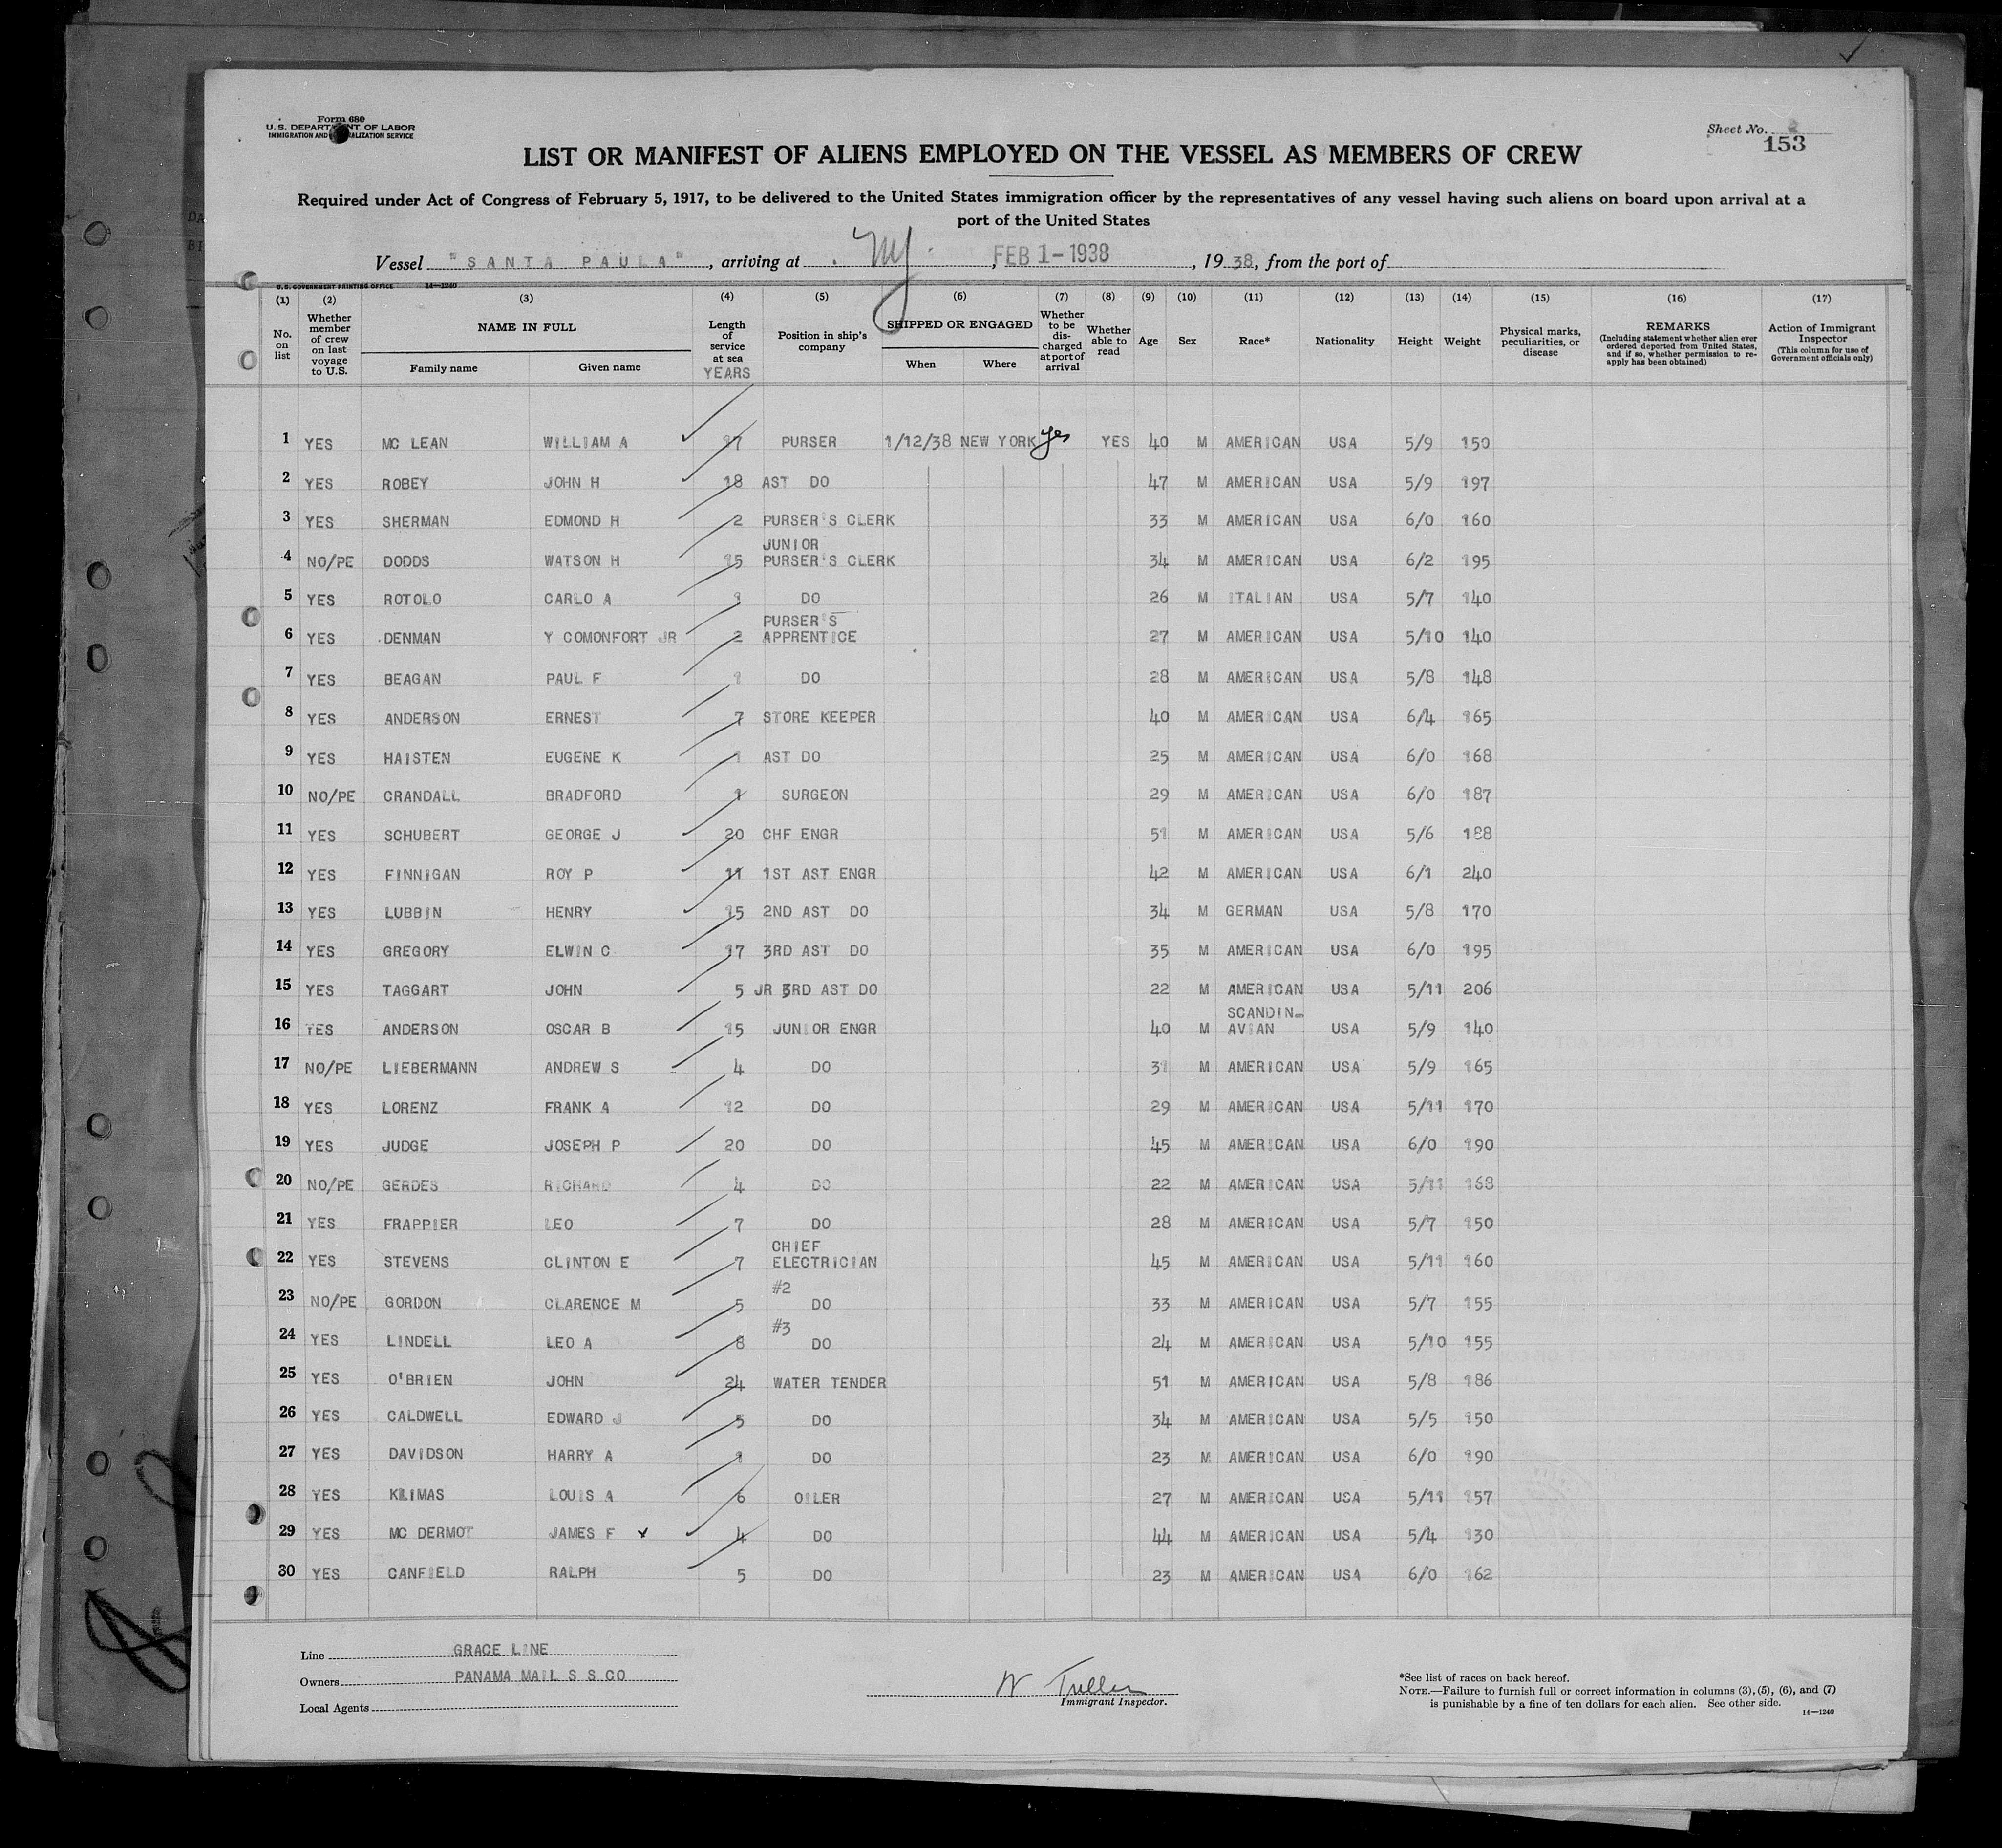 Form 680
U.S. DEPARTMENT OF LABOR
IMMIGRATION AND NATURALIZATION SERVICE
Sheet No. 2
153
LIST OR MANIFEST OF ALIENS EMPLOYED ON THE VESSEL AS MEMBERS OF CREW
Required under Act of Congress of February 5, 1917, to be delivered to the United States immigration officer by the representatives of any vessel having such aliens on board upon arrival at a
port of the United States
Vessel "SANTA PAULA", arriving at NY, FEB 1-1938, 1938, from the port of
U.S. GOVERNMENT PRINTING OFFICE 14—1240
(1) (2) (3) (4) (5) (6) (7) (8) (9) (10) (11) (12) (13) (14) (15) (16) (17)
No. on list
Whether member of crew on last voyage to U.S.
NAME IN FULL
Family name Given name
Length of service at sea YEARS
Position in ship's company
SHIPPED OR ENGAGED
When Where
Whether to be discharged at port of arrival
Whether able to read
Age Sex Race* Nationality Height Weight
Physical marks, peculiarities, or disease
REMARKS
(Including statement whether alien ever ordered deported from United States, and if so, whether permission to re-apply has been obtained)
Action of Immigrant Inspector
(This column for use of Government officials only)
1 YES MC LEAN WILLIAM A 17 PURSER 1/12/38 NEW YORK yes YES 40 M AMERICAN USA 5/9 150
2 YES ROBEY JOHN H 18 AST DO 47 M AMERICAN USA 5/9 197
3 YES SHERMAN EDMOND H 2 PURSER'S CLERK 33 M AMERICAN USA 6/0 160
4 NO/PE DODDS WATSON H 15 JUNIOR PURSER'S CLERK 34 M AMERICAN USA 6/2 195
5 YES ROTOLO CARLO A 1 DO 26 M ITALIAN USA 5/7 140
6 YES DENMAN Y COMONFORT JR 2 PURSER'S APPRENTICE 27 M AMERICAN USA 5/10 140
7 YES BEAGAN PAUL F 1 DO 28 M AMERICAN USA 5/8 148
8 YES ANDERSON ERNEST 7 STORE KEEPER 40 M AMERICAN USA 6/4 165
9 YES HAISTEN EUGENE K 1 AST DO 25 M AMERICAN USA 6/0 168
10 NO/PE CRANDALL BRADFORD 1 SURGEON 29 M AMERICAN USA 6/0 187
11 YES SCHUBERT GEORGE J 20 CHF ENGR 51 M AMERICAN USA 5/6 188
12 YES FINNIGAN ROY P 11 1ST AST ENGR 42 M AMERICAN USA 6/1 240
13 YES LUBBIN HENRY 15 2ND AST DO 34 M GERMAN USA 5/8 170
14 YES GREGORY ELWIN C 17 3RD AST DO 35 M AMERICAN USA 6/0 195
15 YES TAGGART JOHN 5 JR 3RD AST DO 22 M AMERICAN USA 5/11 206
16 YES ANDERSON OSCAR B 15 JUNIOR ENGR 40 M SCANDIN-AVIAN USA 5/9 140
17 NO/PE LIEBERMANN ANDREW S 4 DO 31 M AMERICAN USA 5/9 165
18 YES LORENZ FRANK A 12 DO 29 M AMERICAN USA 5/11 170
19 YES JUDGE JOSEPH P 20 DO 45 M AMERICAN USA 6/0 190
20 NO/PE GERDES RICHARD 4 DO 22 M AMERICAN USA 5/11 168
21 YES FRAPPIER LEO 7 DO 28 M AMERICAN USA 5/7 150
22 YES STEVENS CLINTON E 7 CHIEF ELECTRICIAN 45 M AMERICAN USA 5/11 160
23 NO/PE GORDON CLARENCE M 5 #2 DO 33 M AMERICAN USA 5/7 155
24 YES LINDELL LEO A 8 #3 DO 24 M AMERICAN USA 5/10 155
25 YES O'BRIEN JOHN 24 WATER TENDER 51 M AMERICAN USA 5/8 186
26 YES CALDWELL EDWARD J 5 DO 34 M AMERICAN USA 5/5 150
27 YES DAVIDSON HARRY A 1 DO 23 M AMERICAN USA 6/0 190
28 YES KLIMAS LOUIS A 6 OILER 27 M AMERICAN USA 5/11 157
29 YES MC DERMOT JAMES F 4 DO 44 M AMERICAN USA 5/4 130
30 YES CANFIELD RALPH 5 DO 23 M AMERICAN USA 6/0 162
Line GRACE LINE
Owners PANAMA MAIL S S CO
Local Agents
Immigrant Inspector.
*See list of races on back hereof.
NOTE.—Failure to furnish full or correct information in columns (3), (5), (6), and (7)
is punishable by a fine of ten dollars for each alien. See other side.
14—1240